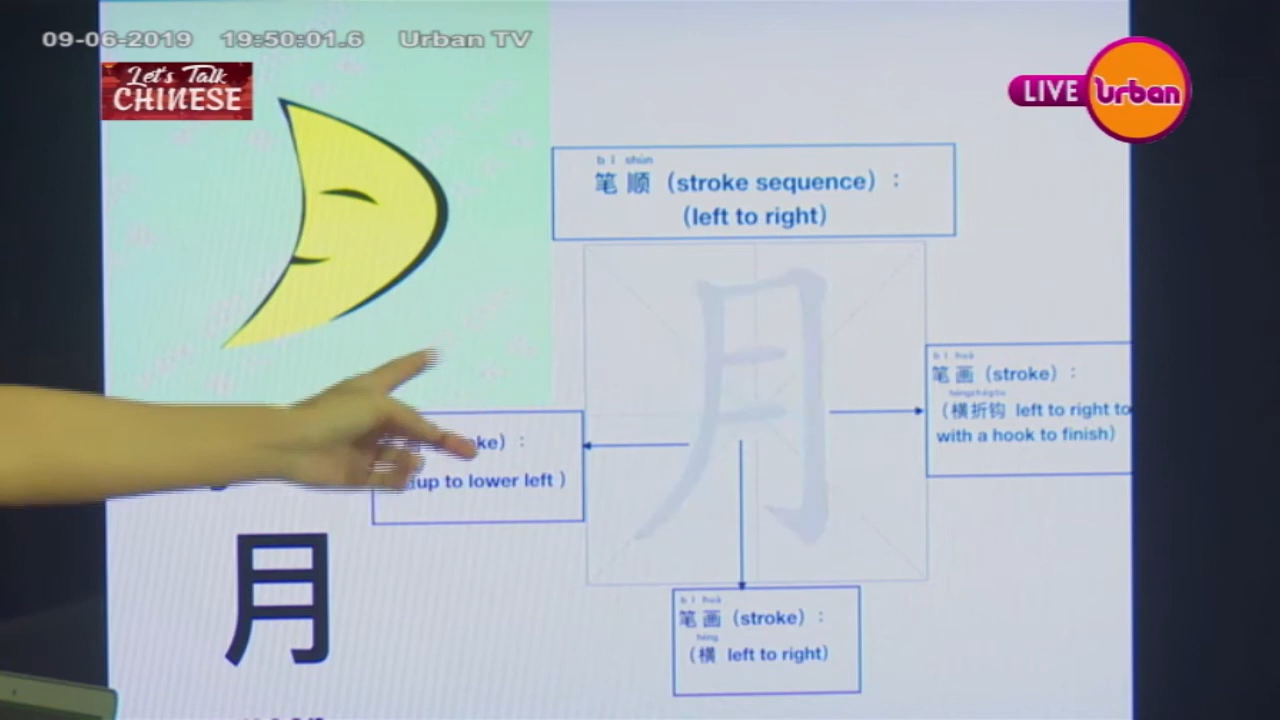 09-06-2019 19:50:01.6 Urban TV
Let's Talk
CHINESE
LIVE Urban
bǐ shùn
笔 顺 (stroke sequence) :
(left to right)
月
bǐ huà
笔 画 (stroke) :
(横折钩 left to right to
with a hook to finish)
ke) :
up to lower left )
月
bǐ huà
笔 画 (stroke) :
héng
(横 left to right)